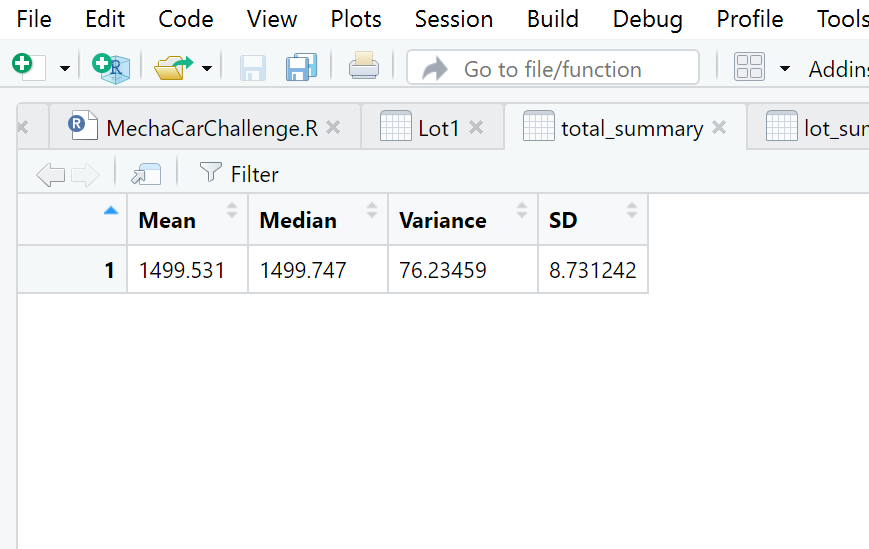 File Edit Code View Plots Session Build Debug Profile Tools
R Go to file/function Addins
R MechaCarChallenge.R Lot1 total_summary lot_sum
Filter
Mean Median Variance SD
1 1499.531 1499.747 76.23459 8.731242